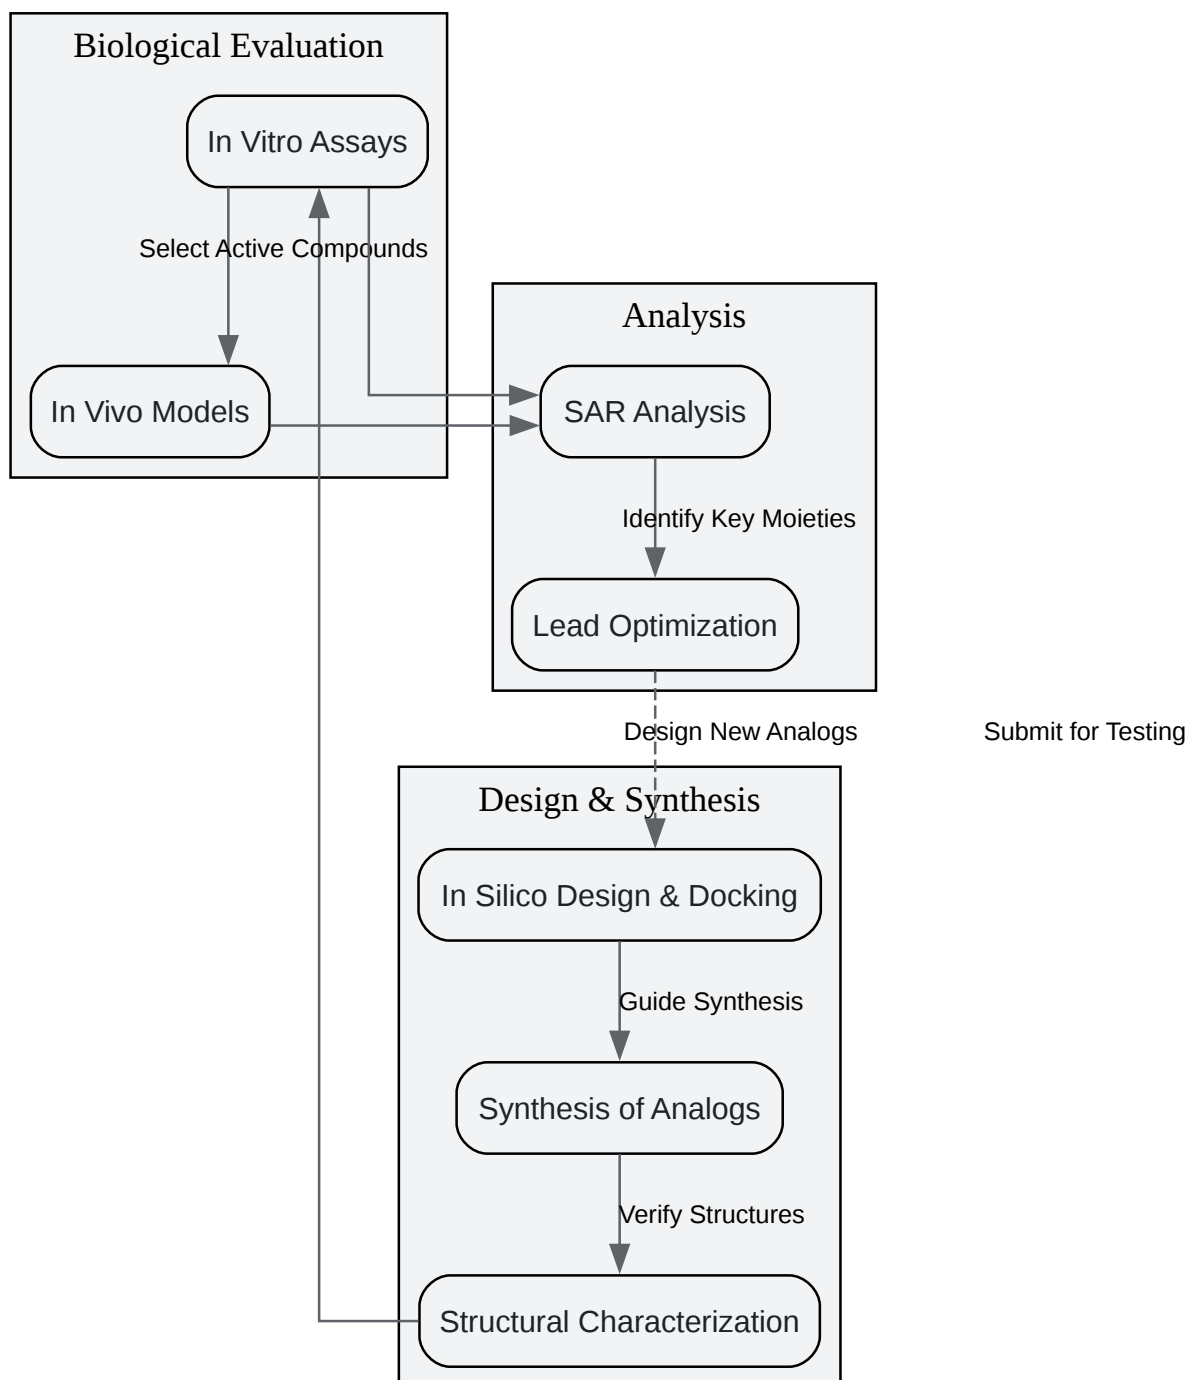 Biological Evaluation
In Vitro Assays
Select Active Compounds
In Vivo Models
Analysis
SAR Analysis
Identify Key Moieties
Lead Optimization
Design New Analogs
Submit for Testing
Design & Synthesis
In Silico Design & Docking
Guide Synthesis
Synthesis of Analogs
Verify Structures
Structural Characterization